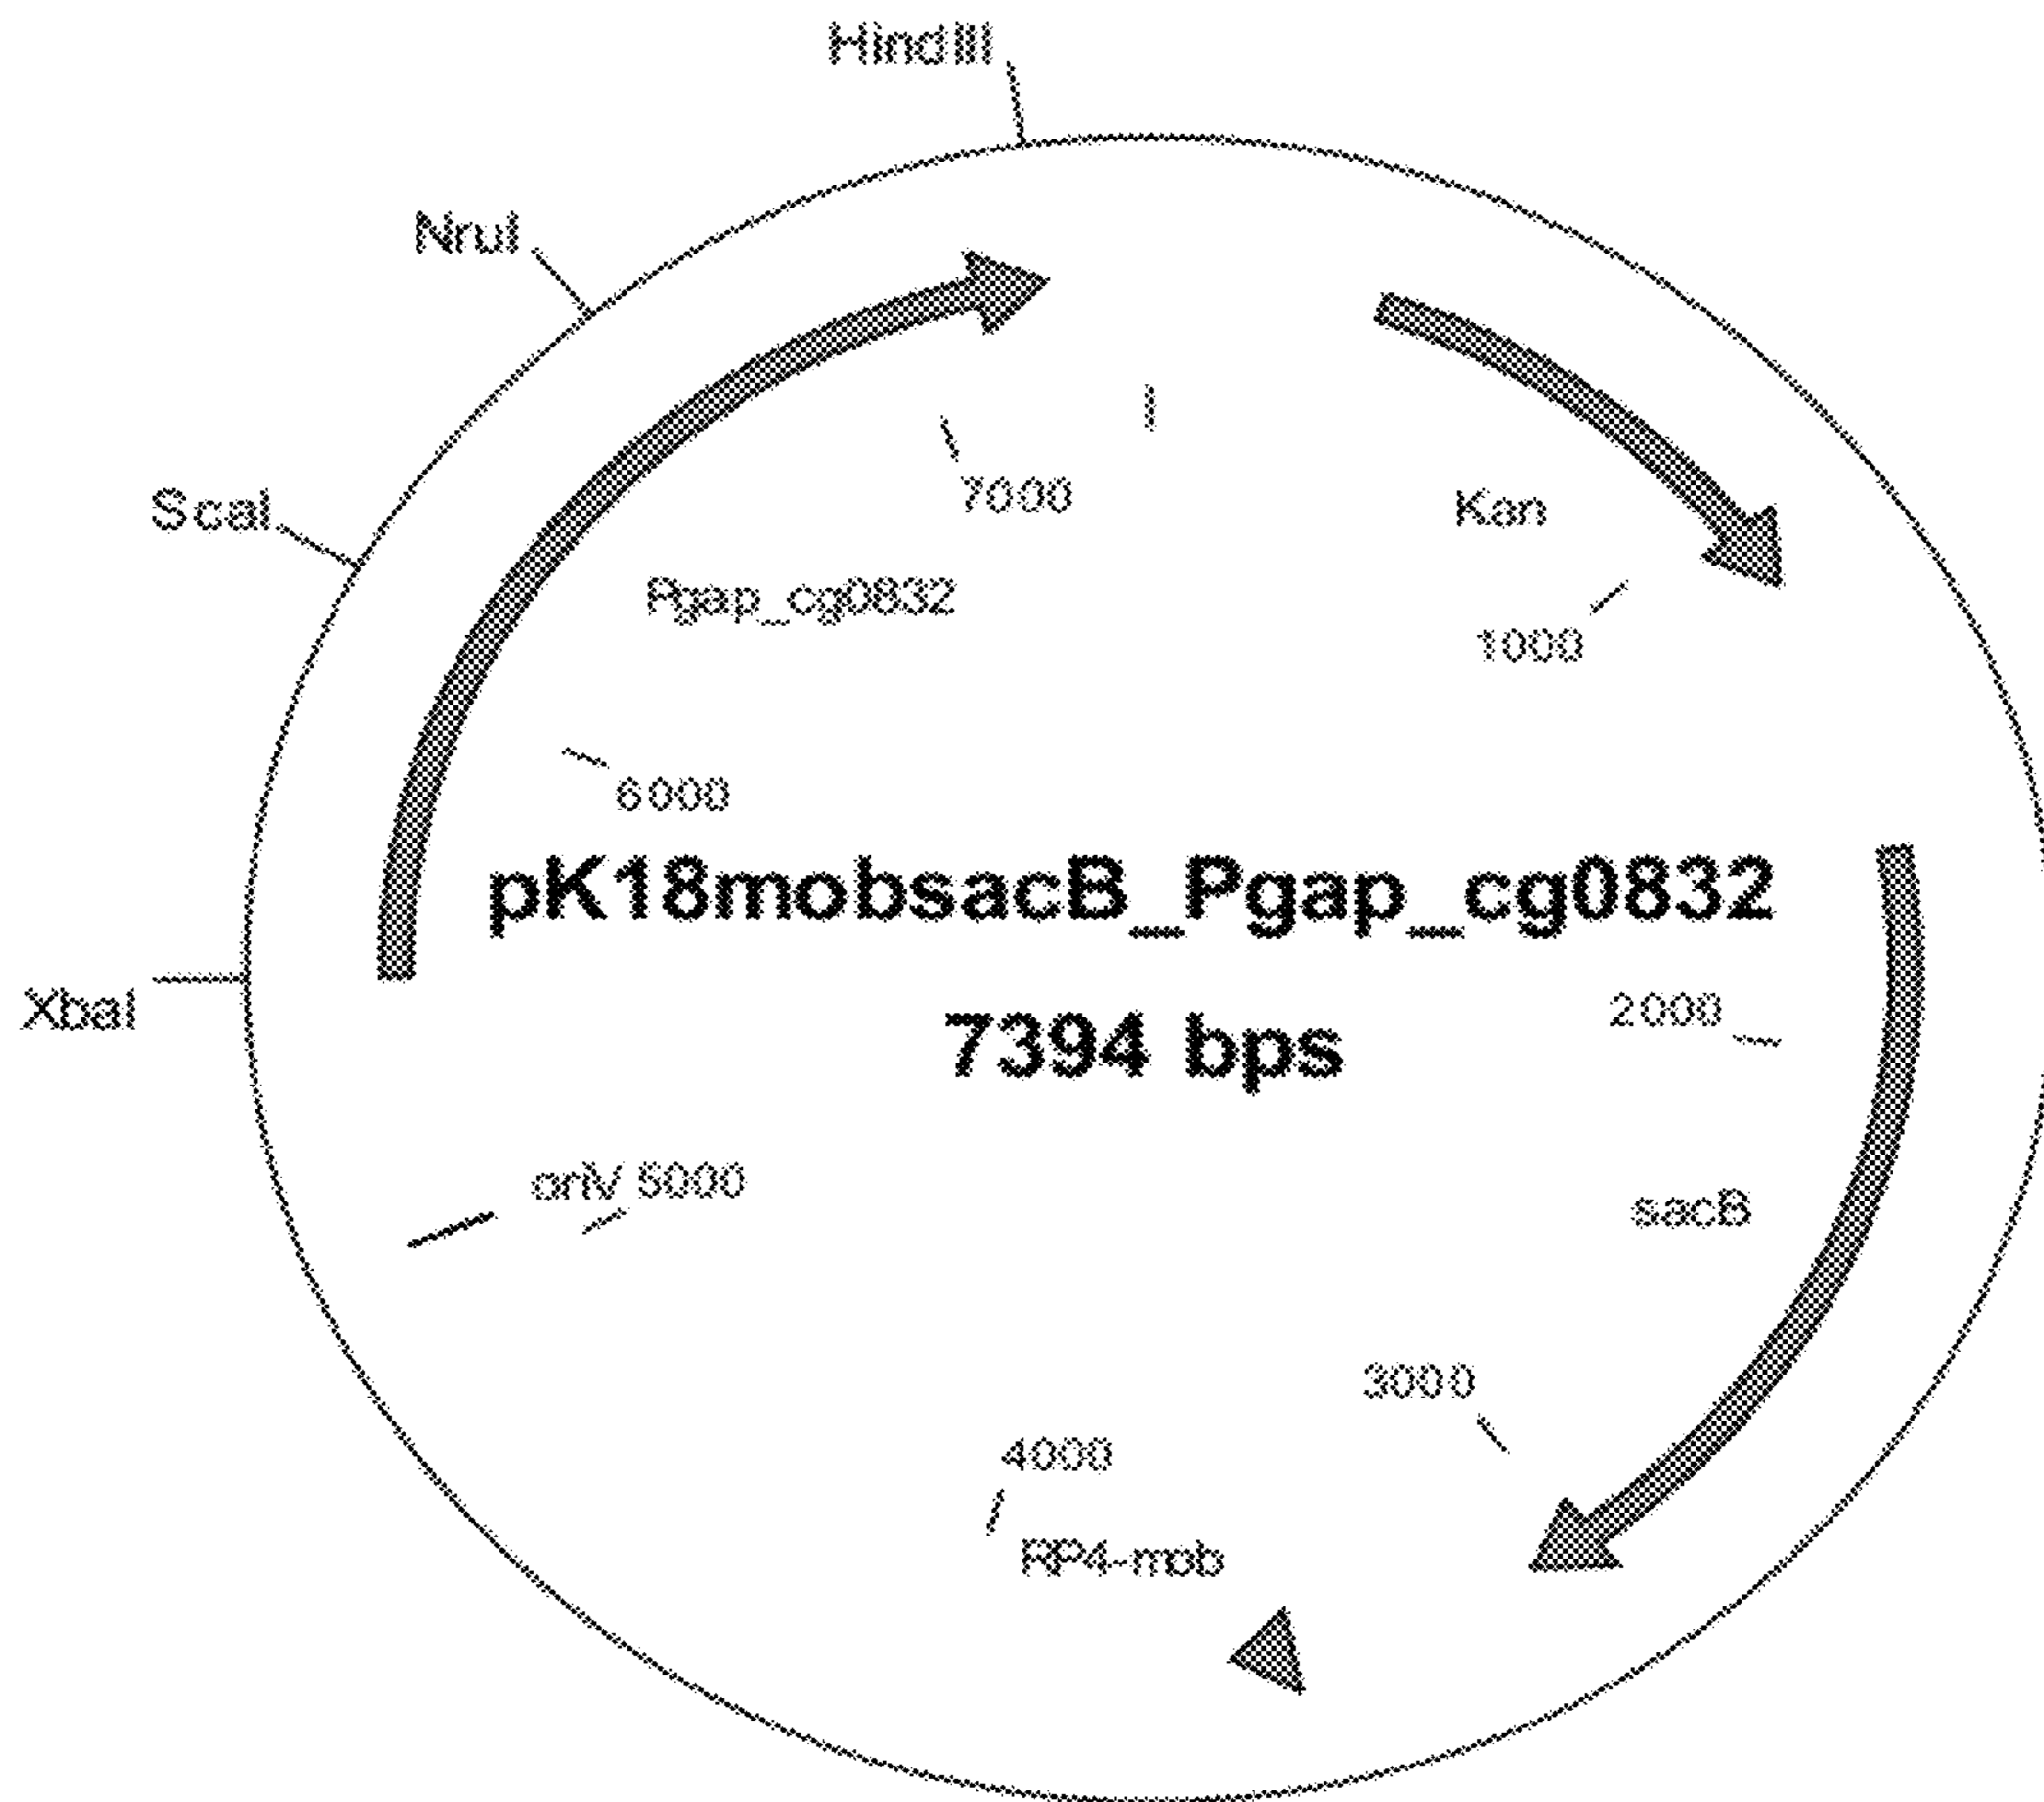 HindIII
NruI
ScaI
7000
Kan
Pgap_cg0832
1000
6000
pK18mobsacB_Pgap_cg0832
7394 bps
XbaI
2000
oriV 5000
sacB
3000
4000
RP4-mob